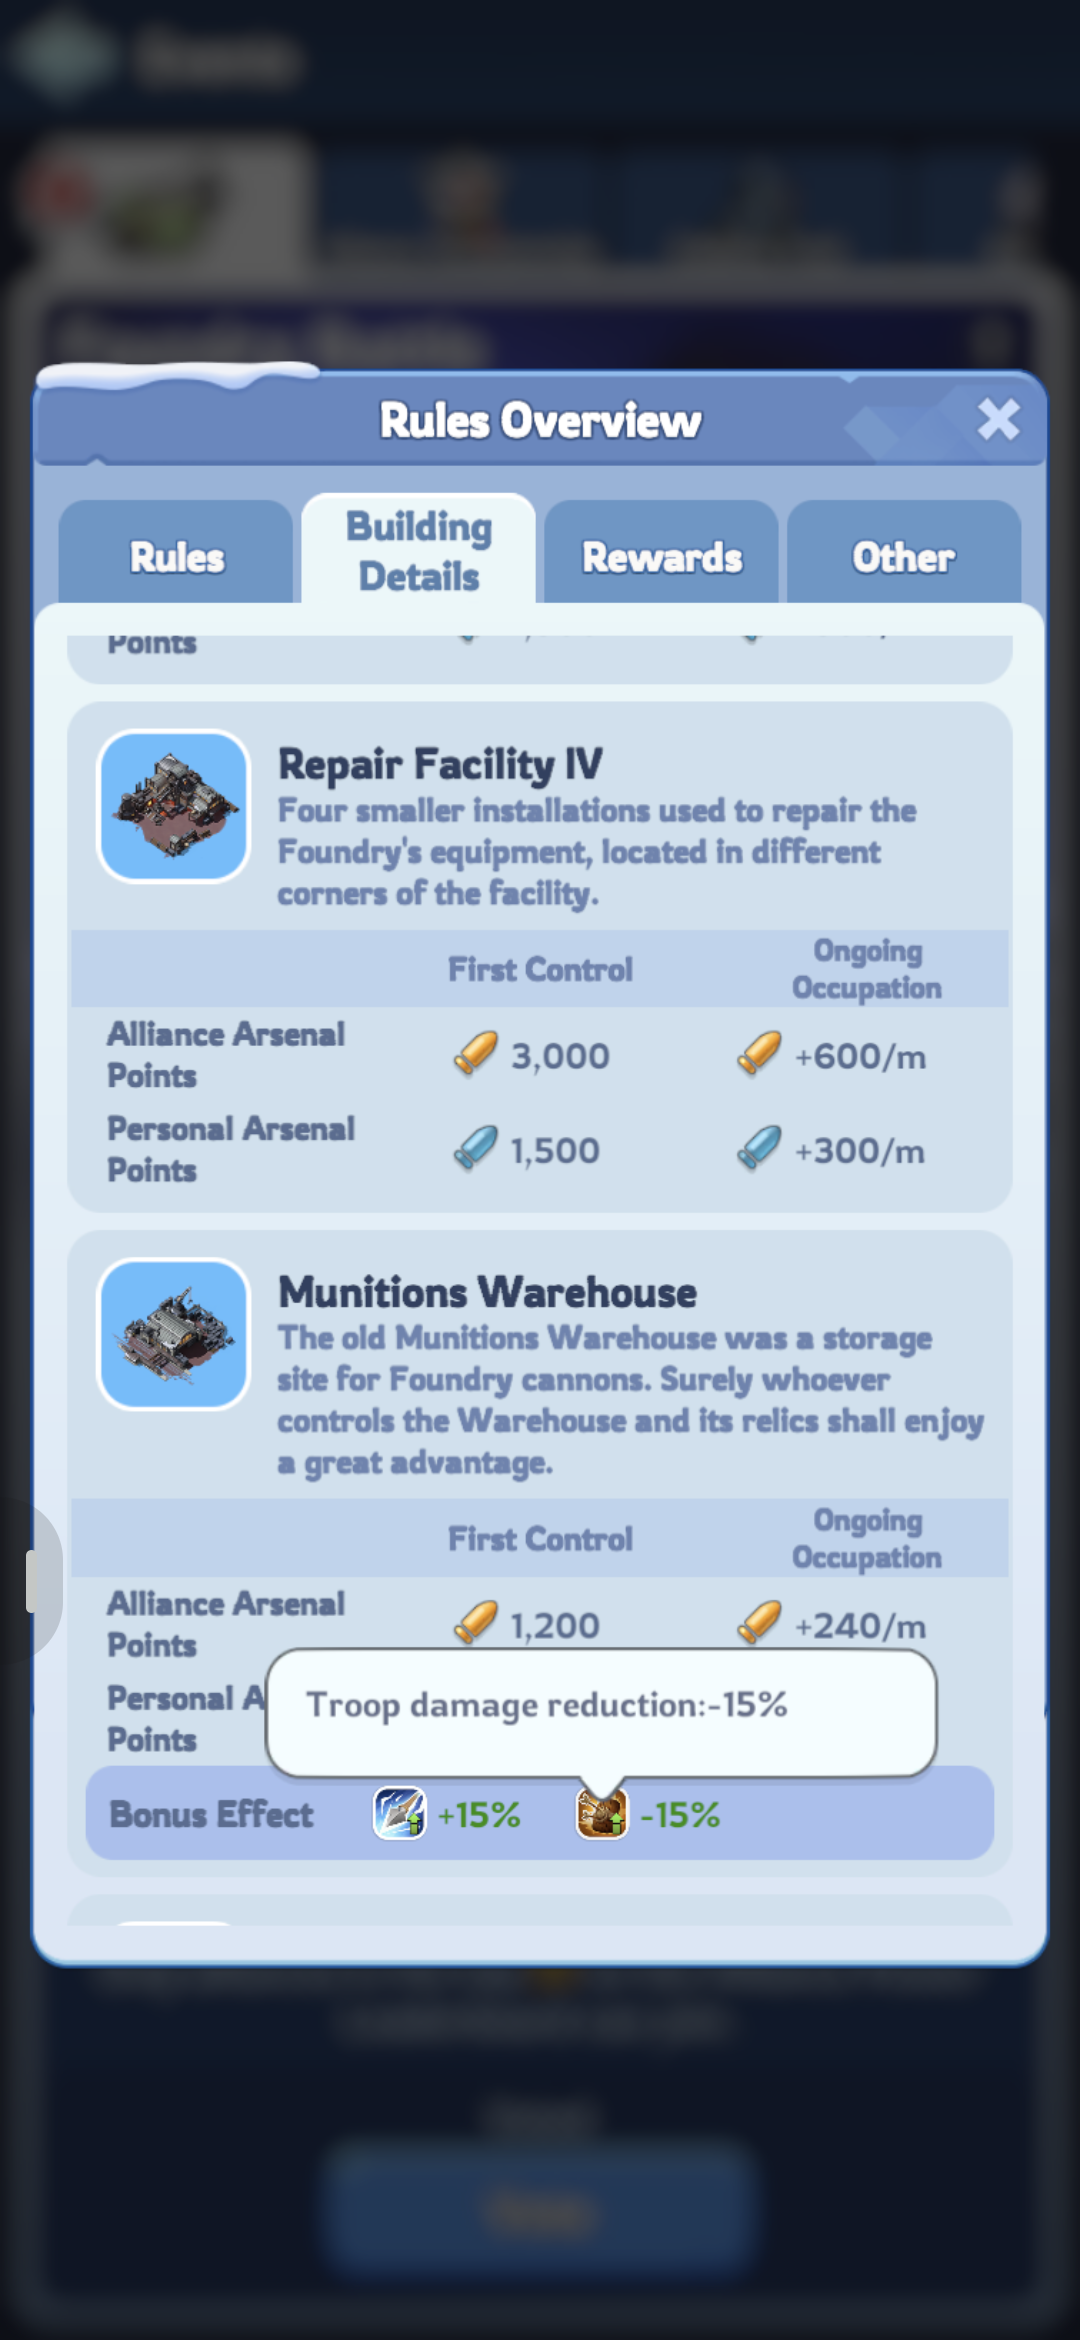 Rules Overview
Rules
Building
Details
Rewards
Other
Points
Repair Facility IV
Four smaller installations used to repair the
Foundry's equipment, located in different
corners of the facility.
First Control
Ongoing
Occupation
Alliance Arsenal
Points
3,000
+600/m
Personal Arsenal
Points
1,500
+300/m
Munitions Warehouse
The old Munitions Warehouse was a storage
site for Foundry cannons. Surely whoever
controls the Warehouse and its relics shall enjoy
a great advantage.
First Control
Ongoing
Occupation
Alliance Arsenal
Points
1,200
+240/m
Personal A
Points
Troop damage reduction:-15%
Bonus Effect
+15%
-15%